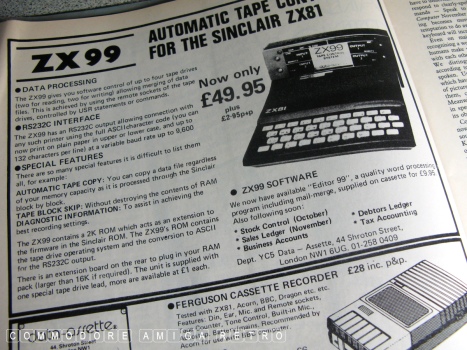 ZX99
AUTOMATIC TAPE
FOR THE SINCLAIR ZX81
● DATA PROCESSING
The ZX99 gives you software control of up to four tape drives
(two for reading, two for writing) allowing merging of data
files. This is achieved by using the remote sockets of the tape
drives, controlled by USR statements or commands.
● RS232C INTERFACE
The ZX99 has an RS232C output allowing connection with
any such printer using the full ASCII character code (you can
now print on plain paper in upper or lower case, and up to
132 characters per line) at a variable baud rate up to 9,600
● SPECIAL FEATURES
There are so many special features it is difficult to list them
all, for example:
AUTOMATIC TAPE COPY: You can copy a data file regardless
of your memory capacity as it is processed through the Sinclair
block by block.
TAPE BLOCK SKIP: Without destroying the contents of RAM
DIAGNOSTIC INFORMATION: To assist in achieving the
best recording settings.
The ZX99 contains a 2K ROM which acts as an extension to
the firmware in the Sinclair ROM. The ZX99's ROM contains
the tape drive operating system and the conversion to ASCII
for the RS232C output.
There is an extension board on the rear to plug in your RAM
pack (larger than 16K if required). The unit is supplied with
one special tape drive lead, more are available at £1 each.
Now only
£49.95
plus
£2-95p+p
ZX99
ZX81
● ZX99 SOFTWARE
We now have available "Editor 99", a quality word processing
program including mail-merge, supplied on cassette for £9.95
Also following soon:
* Stock Control (October)
* Sales Ledger (November)
* Business Accounts
* Debtors Ledger
* Tax Accounting
Dept. YC5 Data – Assette, 44 Shroton Street,
London NW1 6UG. 01-258 0409
● FERGUSON CASSETTE RECORDER £28 inc. p&p.
Tested with ZX81, Acorn, BBC, Dragon etc. etc.
Features: Din, Ear, Mic. and Remote sockets,
Tape Counter, Tone Control, Built-in Mic.,
COMMODORE AMIGA RETRO
44 Shroton